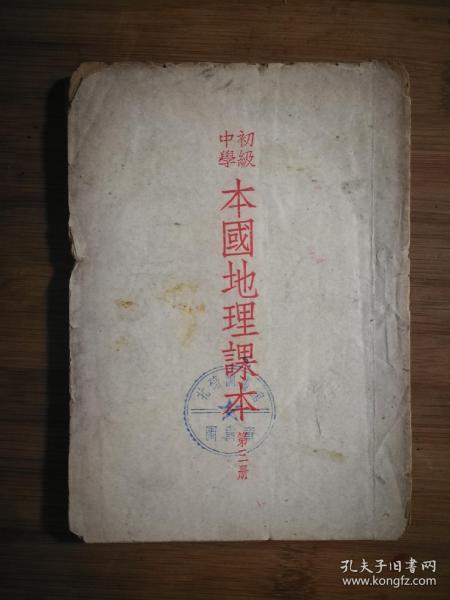 初級
中學
本國地理課本
第三册
孔夫子旧书网
www.kongfz.com